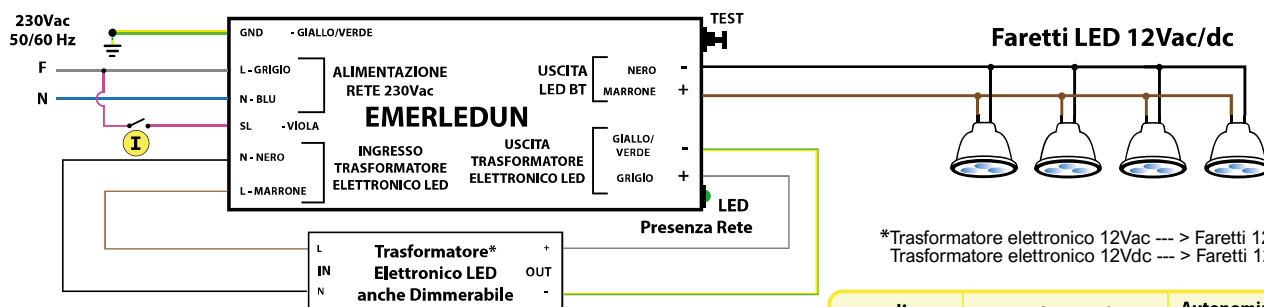 230Vac
50/60 Hz
F
N
I
GND - GIALLO/VERDE
L - GRIGIO
N - BLU
ALIMENTAZIONE
RETE 230Vac
SL - VIOLA
N - NERO
L - MARRONE
INGRESSO
TRASFORMATORE
ELETTRONICO LED
EMERLEDUN
USCITA
LED BT
NERO -
MARRONE +
USCITA
TRASFORMATORE
ELETTRONICO LED
GIALLO/
VERDE -
GRIGIO +
TEST
LED
Presenza Rete
L
IN
N
Trasformatore*
Elettronico LED
anche Dimmerabile
+
OUT
-
Faretti LED 12Vac/dc
*Trasformatore elettronico 12Vac --- > Faretti 12
Trasformatore elettronico 12Vdc --- > Faretti 12